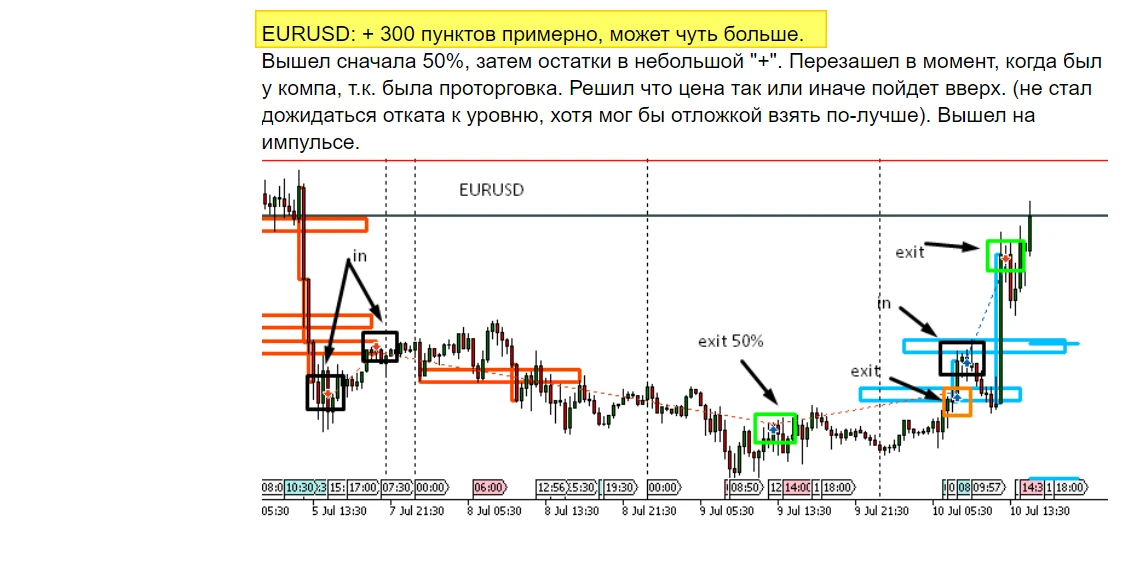 EURUSD: + 300 пунктов примерно, может чуть больше.
Вышел сначала 50%, затем остатки в небольшой "+". Перезашел в момент, когда был
у компа, т.к. была проторговка. Решил что цена так или иначе пойдет вверх. (не стал
дожидаться отката к уровню, хотя мог бы отложкой взять по-лучше). Вышел на
импульсе.
EURUSD
in
exit
in
exit 50%
exit
08:0 10:30 15: 17:00 07:30 00:00 06:00 12:56 5:30 19:30 00:00 08:50 12 14:00 1 18:00 08 09:57 14:3 1 18:00
05:30 5 Jul 13:30 7 Jul 21:30 8 Jul 05:30 8 Jul 13:30 8 Jul 21:30 9 Jul 05:30 9 Jul 13:30 9 Jul 21:30 10 Jul 05:30 10 Jul 13:30